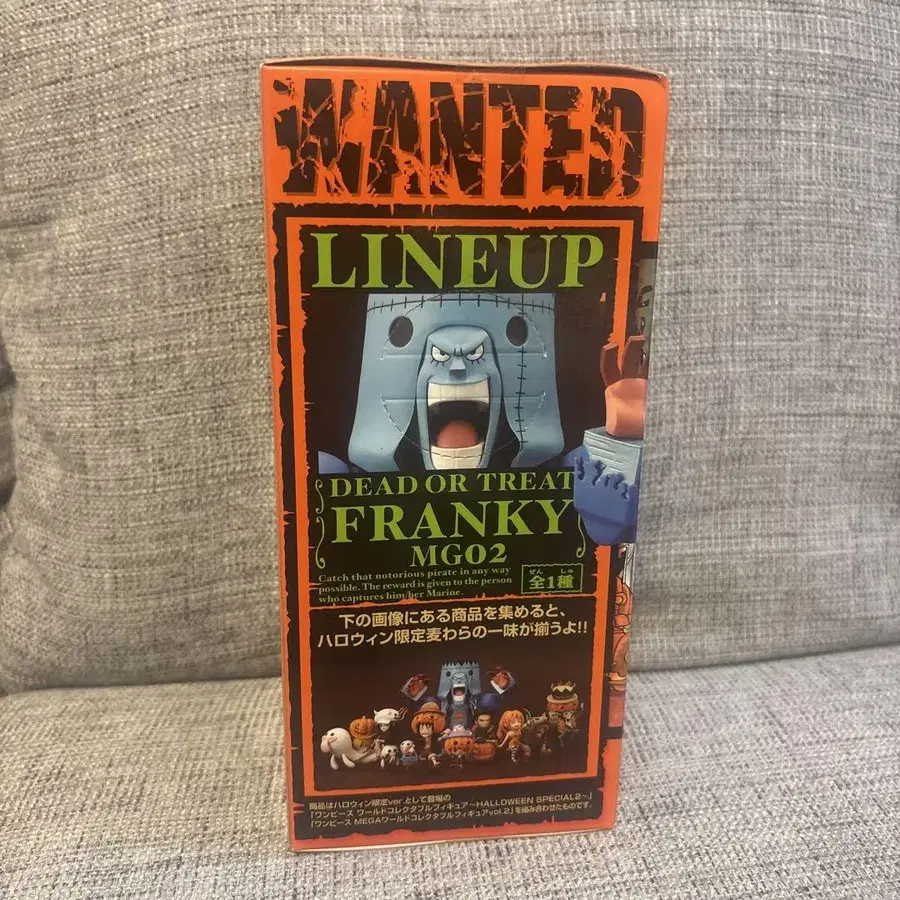 WANTED
LINEUP
DEAD OR TREAT
FRANKY
MG02
Catch that notorious pirate in any way
possible. The reward is given to the person
who captures him/her Marine.
ぜん しゅ
全1種
下の画像にある商品を集めると、
ハロウィン限定麦わらの一味が揃うよ!!
商品はハロウィン限定ver.として登場の
「ワンピース ワールドコレクタブルフィギュア～HALLOWEEN SPECIAL2～」
「ワンピース MEGAワールドコレクタブルフィギュアvol.2」を組み合わせたものです。